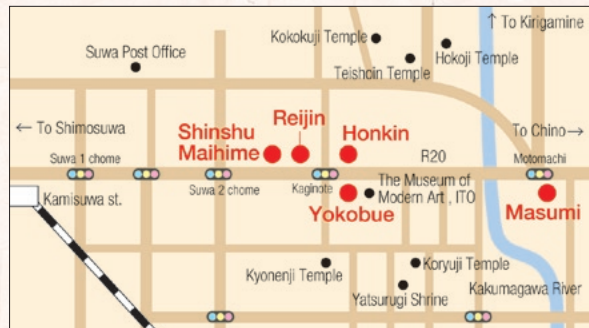 ↑ To Kirigamine
Kokokuji Temple
Hokoji Temple
Suwa Post Office
Teishoin Temple
← To Shimosuwa
Reijin
To Chino →
Shinshu
Maihime
Honkin
R20
Suwa 1 chome
Suwa 2 chome
Kaginote
Motomachi
The Museum of
Modern Art , ITO
Kamisuwa st.
Yokobue
Masumi
Kyonenji Temple
Koryuji Temple
Yatsurugi Shrine
Kakumagawa River